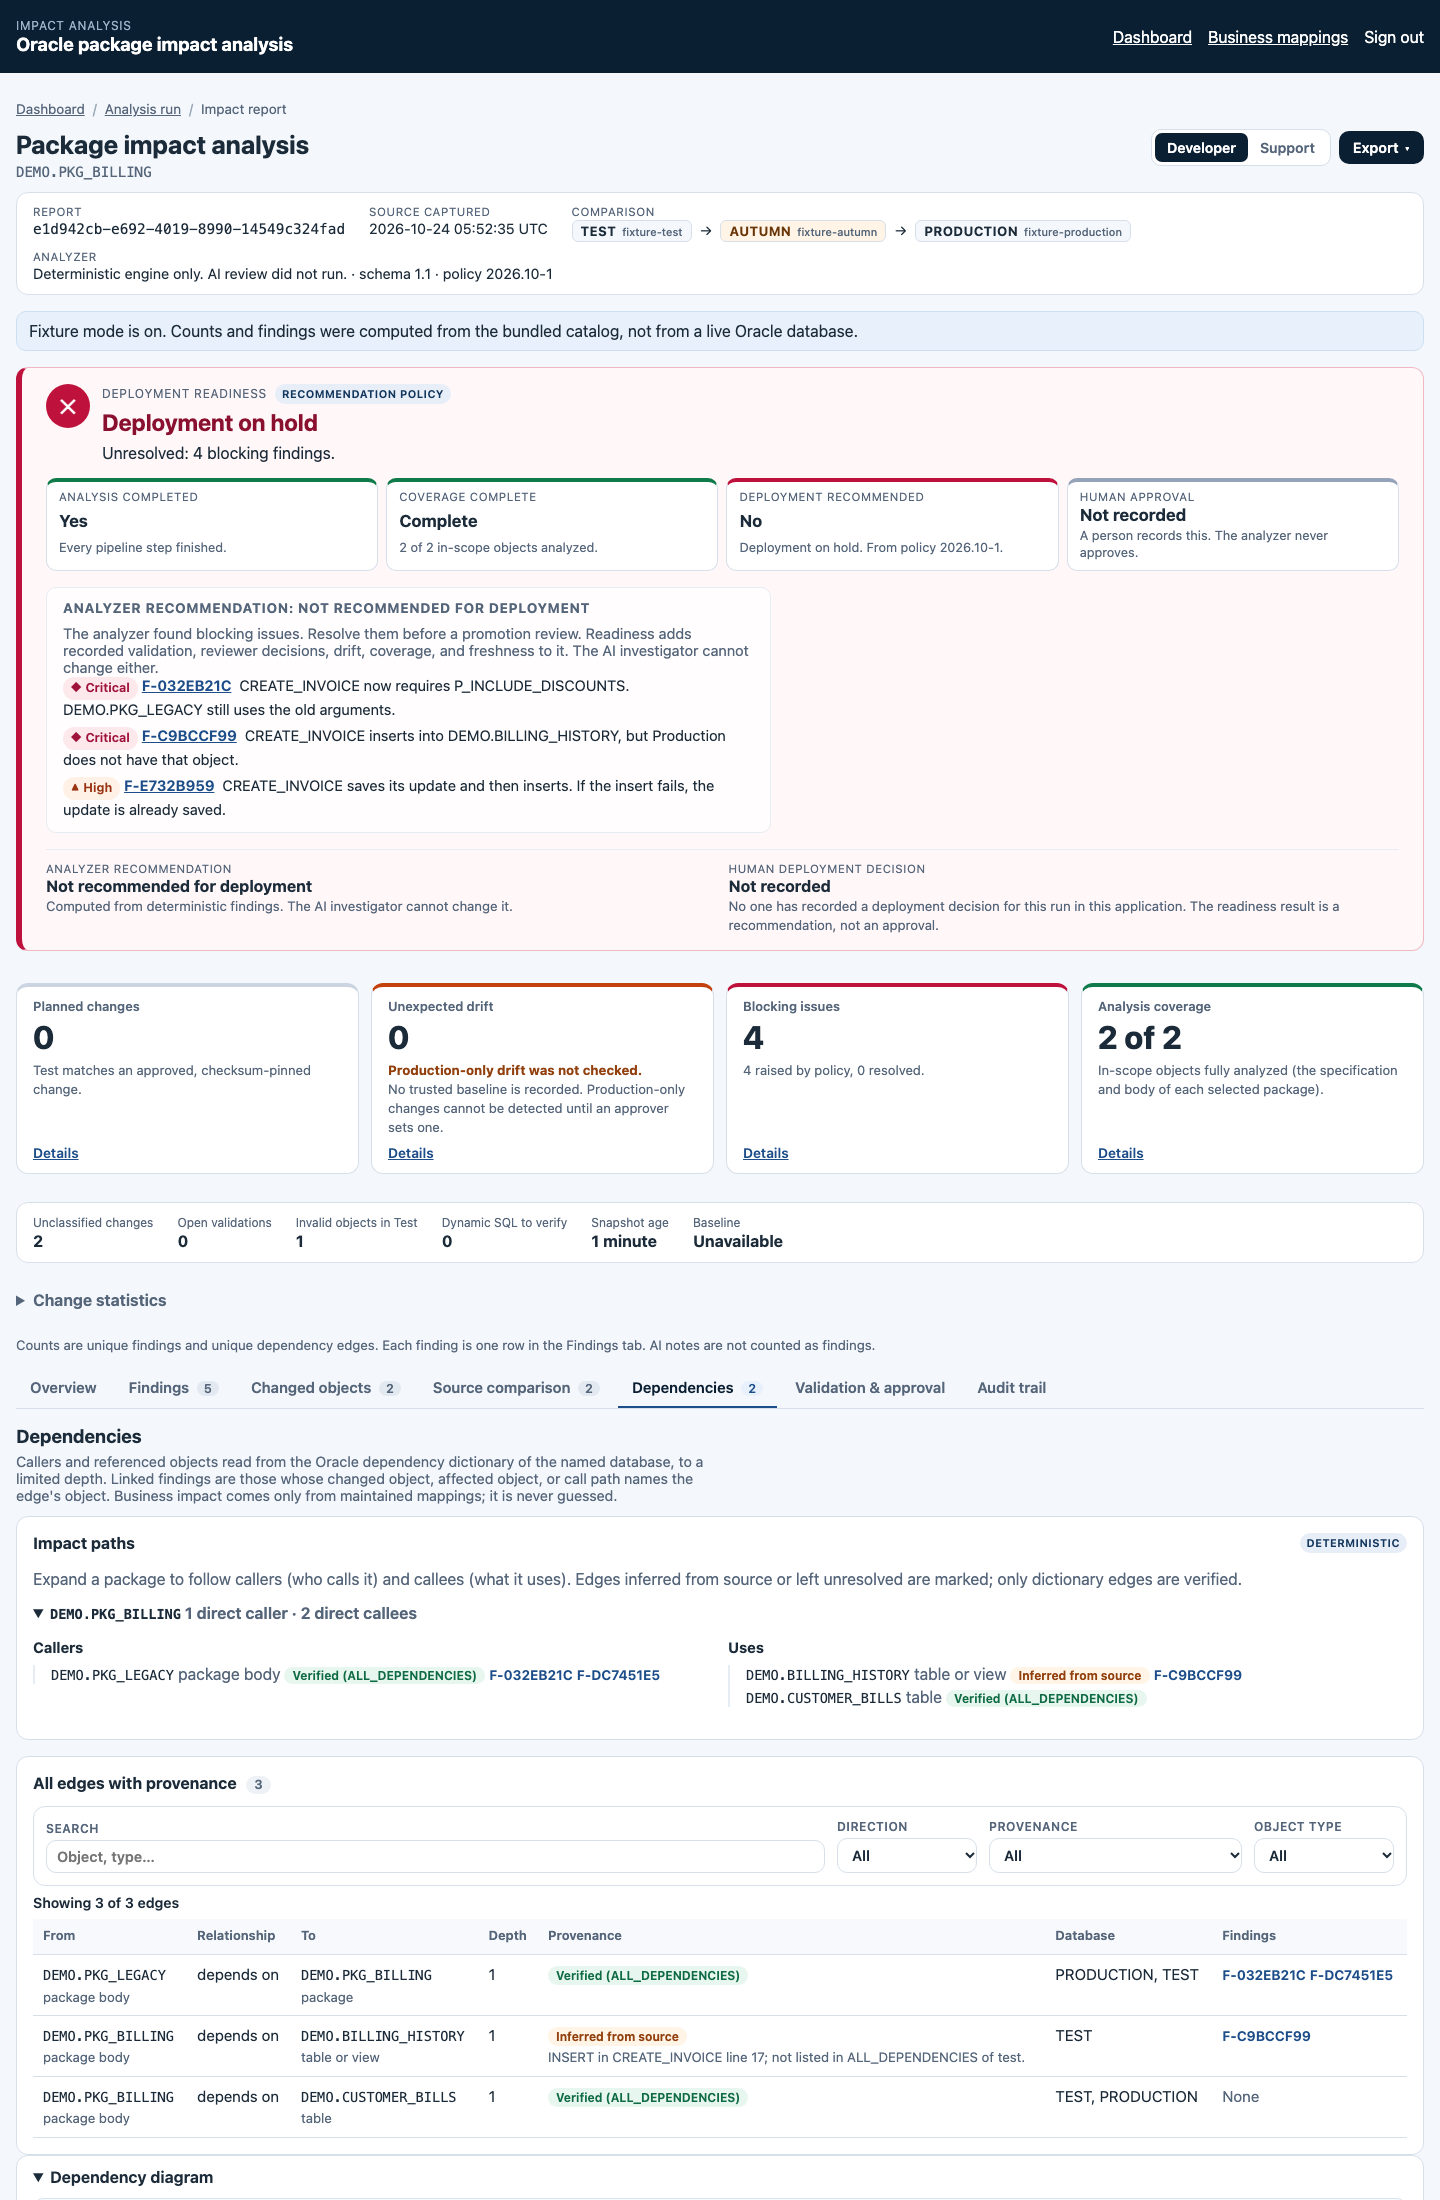 IMPACT ANALYSIS
Oracle package impact analysis
Dashboard Business mappings Sign out
Dashboard / Analysis run / Impact report
Package impact analysis
DEMO.PKG_BILLING
Developer Support Export ▾
REPORT
e1d942cb-e692-4019-8990-14549c324fad
SOURCE CAPTURED
2026-10-24 05:52:35 UTC
COMPARISON
TEST fixture-test → AUTUMN fixture-autumn → PRODUCTION fixture-production
ANALYZER
Deterministic engine only. AI review did not run. · schema 1.1 · policy 2026.10-1
Fixture mode is on. Counts and findings were computed from the bundled catalog, not from a live Oracle database.
DEPLOYMENT READINESS RECOMMENDATION POLICY
Deployment on hold
Unresolved: 4 blocking findings.
ANALYSIS COMPLETED
Yes
Every pipeline step finished.
COVERAGE COMPLETE
Complete
2 of 2 in-scope objects analyzed.
DEPLOYMENT RECOMMENDED
No
Deployment on hold. From policy 2026.10-1.
HUMAN APPROVAL
Not recorded
A person records this. The analyzer never
approves.
ANALYZER RECOMMENDATION: NOT RECOMMENDED FOR DEPLOYMENT
The analyzer found blocking issues. Resolve them before a promotion review. Readiness adds
recorded validation, reviewer decisions, drift, coverage, and freshness to it. The AI investigator cannot
change either.
◆ Critical F-032EB21C CREATE_INVOICE now requires P_INCLUDE_DISCOUNTS.
DEMO.PKG_LEGACY still uses the old arguments.
◆ Critical F-C9BCCF99 CREATE_INVOICE inserts into DEMO.BILLING_HISTORY, but Production
does not have that object.
▲ High F-E732B959 CREATE_INVOICE saves its update and then inserts. If the insert fails, the
update is already saved.
ANALYZER RECOMMENDATION
Not recommended for deployment
Computed from deterministic findings. The AI investigator cannot change it.
HUMAN DEPLOYMENT DECISION
Not recorded
No one has recorded a deployment decision for this run in this application. The readiness result is a
recommendation, not an approval.
Planned changes
0
Test matches an approved, checksum-pinned
change.
Details
Unexpected drift
0
Production-only drift was not checked.
No trusted baseline is recorded. Production-only
changes cannot be detected until an approver
sets one.
Details
Blocking issues
4
4 raised by policy, 0 resolved.
Details
Analysis coverage
2 of 2
In-scope objects fully analyzed (the specification
and body of each selected package).
Details
Unclassified changes
2
Open validations
0
Invalid objects in Test
1
Dynamic SQL to verify
0
Snapshot age
1 minute
Baseline
Unavailable
▶ Change statistics
Counts are unique findings and unique dependency edges. Each finding is one row in the Findings tab. AI notes are not counted as findings.
Overview Findings 5 Changed objects 2 Source comparison 2 Dependencies 2 Validation & approval Audit trail
Dependencies
Callers and referenced objects read from the Oracle dependency dictionary of the named database, to a
limited depth. Linked findings are those whose changed object, affected object, or call path names the
edge's object. Business impact comes only from maintained mappings; it is never guessed.
Impact paths DETERMINISTIC
Expand a package to follow callers (who calls it) and callees (what it uses). Edges inferred from source or left unresolved are marked; only dictionary edges are verified.
▼ DEMO.PKG_BILLING 1 direct caller · 2 direct callees
Callers
DEMO.PKG_LEGACY package body Verified (ALL_DEPENDENCIES) F-032EB21C F-DC7451E5
Uses
DEMO.BILLING_HISTORY table or view Inferred from source F-C9BCCF99
DEMO.CUSTOMER_BILLS table Verified (ALL_DEPENDENCIES)
All edges with provenance 3
SEARCH DIRECTION PROVENANCE OBJECT TYPE
Object, type... All All All
Showing 3 of 3 edges
From Relationship To Depth Provenance Database Findings
DEMO.PKG_LEGACY depends on DEMO.PKG_BILLING 1 Verified (ALL_DEPENDENCIES) PRODUCTION, TEST F-032EB21C F-DC7451E5
package body package
DEMO.PKG_BILLING depends on DEMO.BILLING_HISTORY 1 Inferred from source TEST F-C9BCCF99
package body table or view INSERT in CREATE_INVOICE line 17; not listed in ALL_DEPENDENCIES of test.
DEMO.PKG_BILLING depends on DEMO.CUSTOMER_BILLS 1 Verified (ALL_DEPENDENCIES) TEST, PRODUCTION None
package body table
▼ Dependency diagram